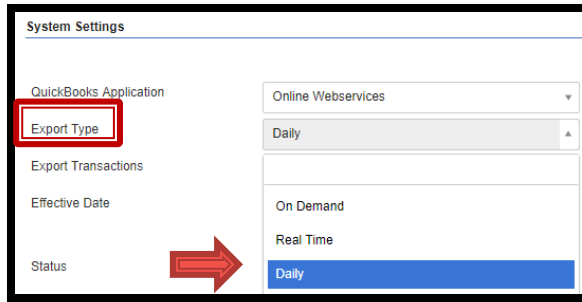 System Settings
QuickBooks Application
Online Webservices
Export Type
Daily
Export Transactions
Effective Date
On Demand
Real Time
Status
Daily